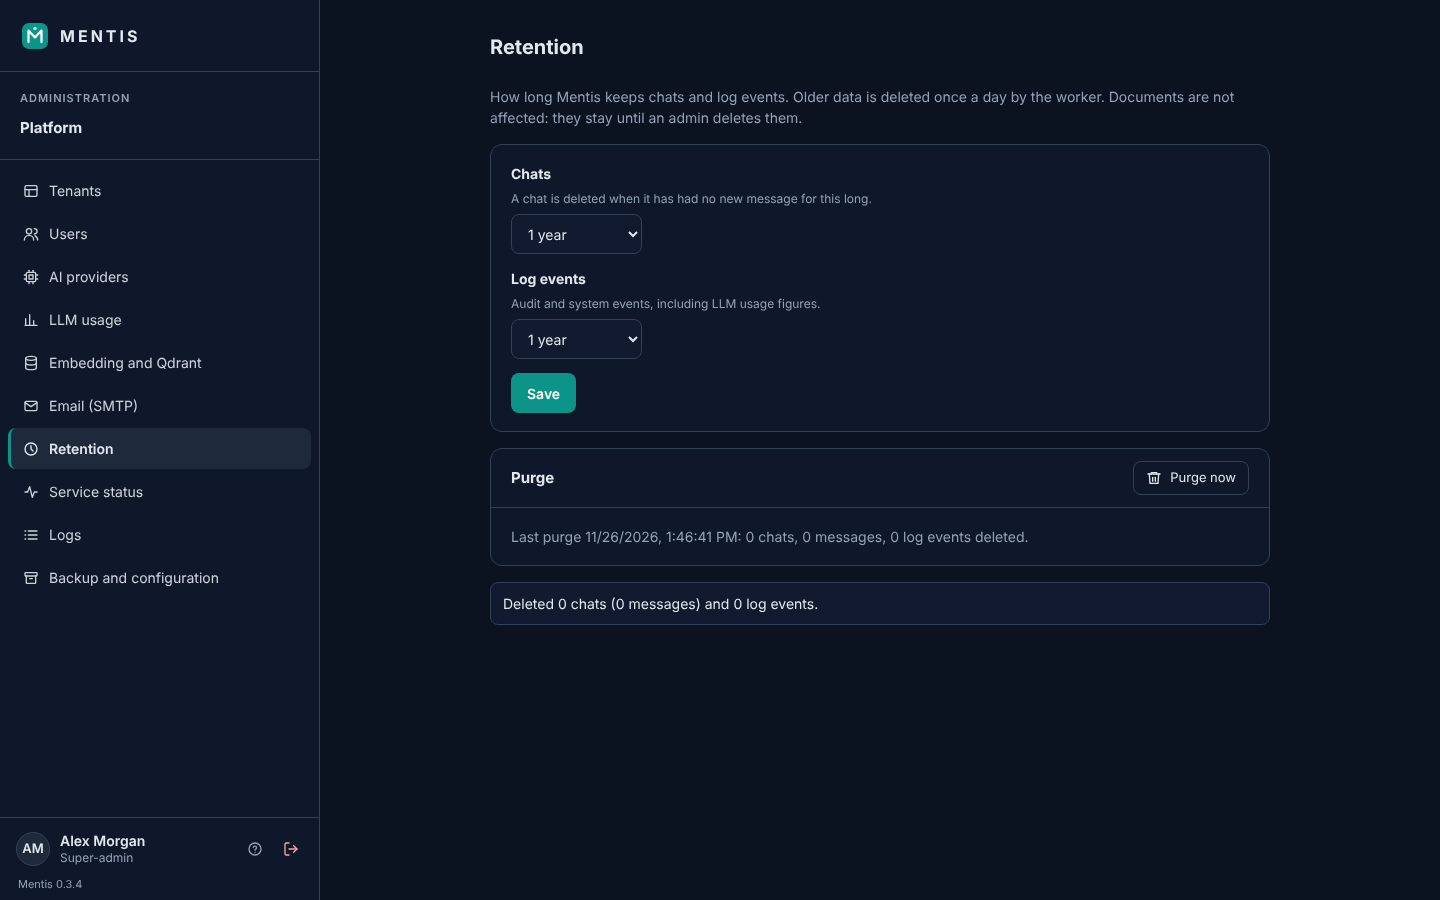 MENTIS
ADMINISTRATION
Platform
Tenants
Users
AI providers
LLM usage
Embedding and Qdrant
Email (SMTP)
Retention
Service status
Logs
Backup and configuration
AM
Alex Morgan
Super-admin
Mentis 0.3.4
Retention
How long Mentis keeps chats and log events. Older data is deleted once a day by the worker. Documents are not
affected: they stay until an admin deletes them.
Chats
A chat is deleted when it has had no new message for this long.
1 year
Log events
Audit and system events, including LLM usage figures.
1 year
Save
Purge
Purge now
Last purge 11/26/2026, 1:46:41 PM: 0 chats, 0 messages, 0 log events deleted.
Deleted 0 chats (0 messages) and 0 log events.